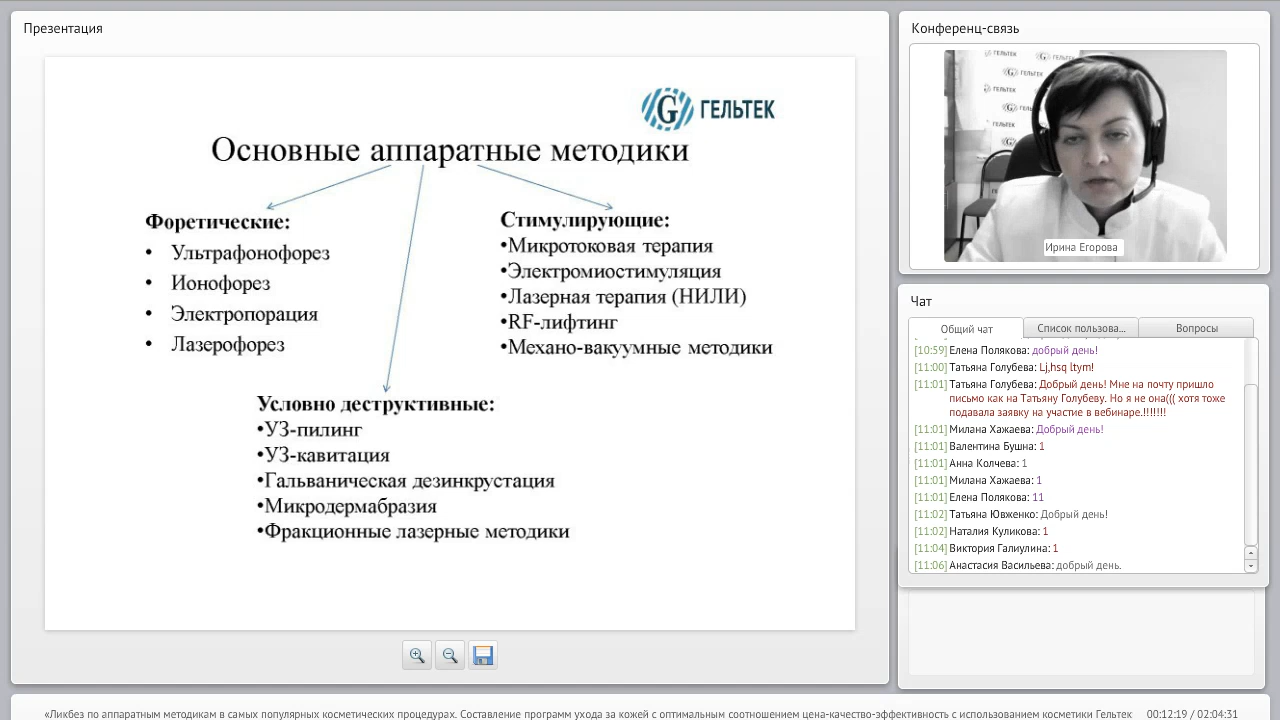 Презентация
ГЕЛЬТЕК
Основные аппаратные методики
Форетические:
• Ультрафонофорез
• Ионофорез
• Электропорация
• Лазерофорез
Стимулирующие:
•Микротоковая терапия
•Электромиостимуляция
•Лазерная терапия (НИЛИ)
•RF-лифтинг
•Механо-вакуумные методики
Условно деструктивные:
•УЗ-пилинг
•УЗ-кавитация
•Гальваническая дезинкрустация
•Микродермабразия
•Фракционные лазерные методики
Конференц-связь
ГЕЛЬТЕК
ГЕЛЬТЕК
ГЕЛЬТЕК
Ирина Егорова
Чат
Общий чат
Список пользова...
Вопросы
[10:59] Елена Полякова: добрый день!
[11:00] Татьяна Голубева: Lj,hsq ltym!
[11:01] Татьяна Голубева: Добрый день! Мне на почту пришло
письмо как на Татьяну Голубеву. Но я не она((( хотя тоже
подавала заявку на участие в вебинаре.!!!!!!!
[11:01] Милана Хажаева: Добрый день!
[11:01] Валентина Бушна: 1
[11:01] Анна Колчева: 1
[11:01] Милана Хажаева: 1
[11:01] Елена Полякова: 11
[11:02] Татьяна Ювженко: Добрый день!
[11:02] Наталия Куликова: 1
[11:04] Виктория Галиулина: 1
[11:06] Анастасия Васильева: добрый день.
«Ликбез по аппаратным методикам в самых популярных косметических процедурах. Составление программ ухода за кожей с оптимальным соотношением цена-качество-эффективность с использованием косметики Гельтек
00:12:19 / 02:04:31